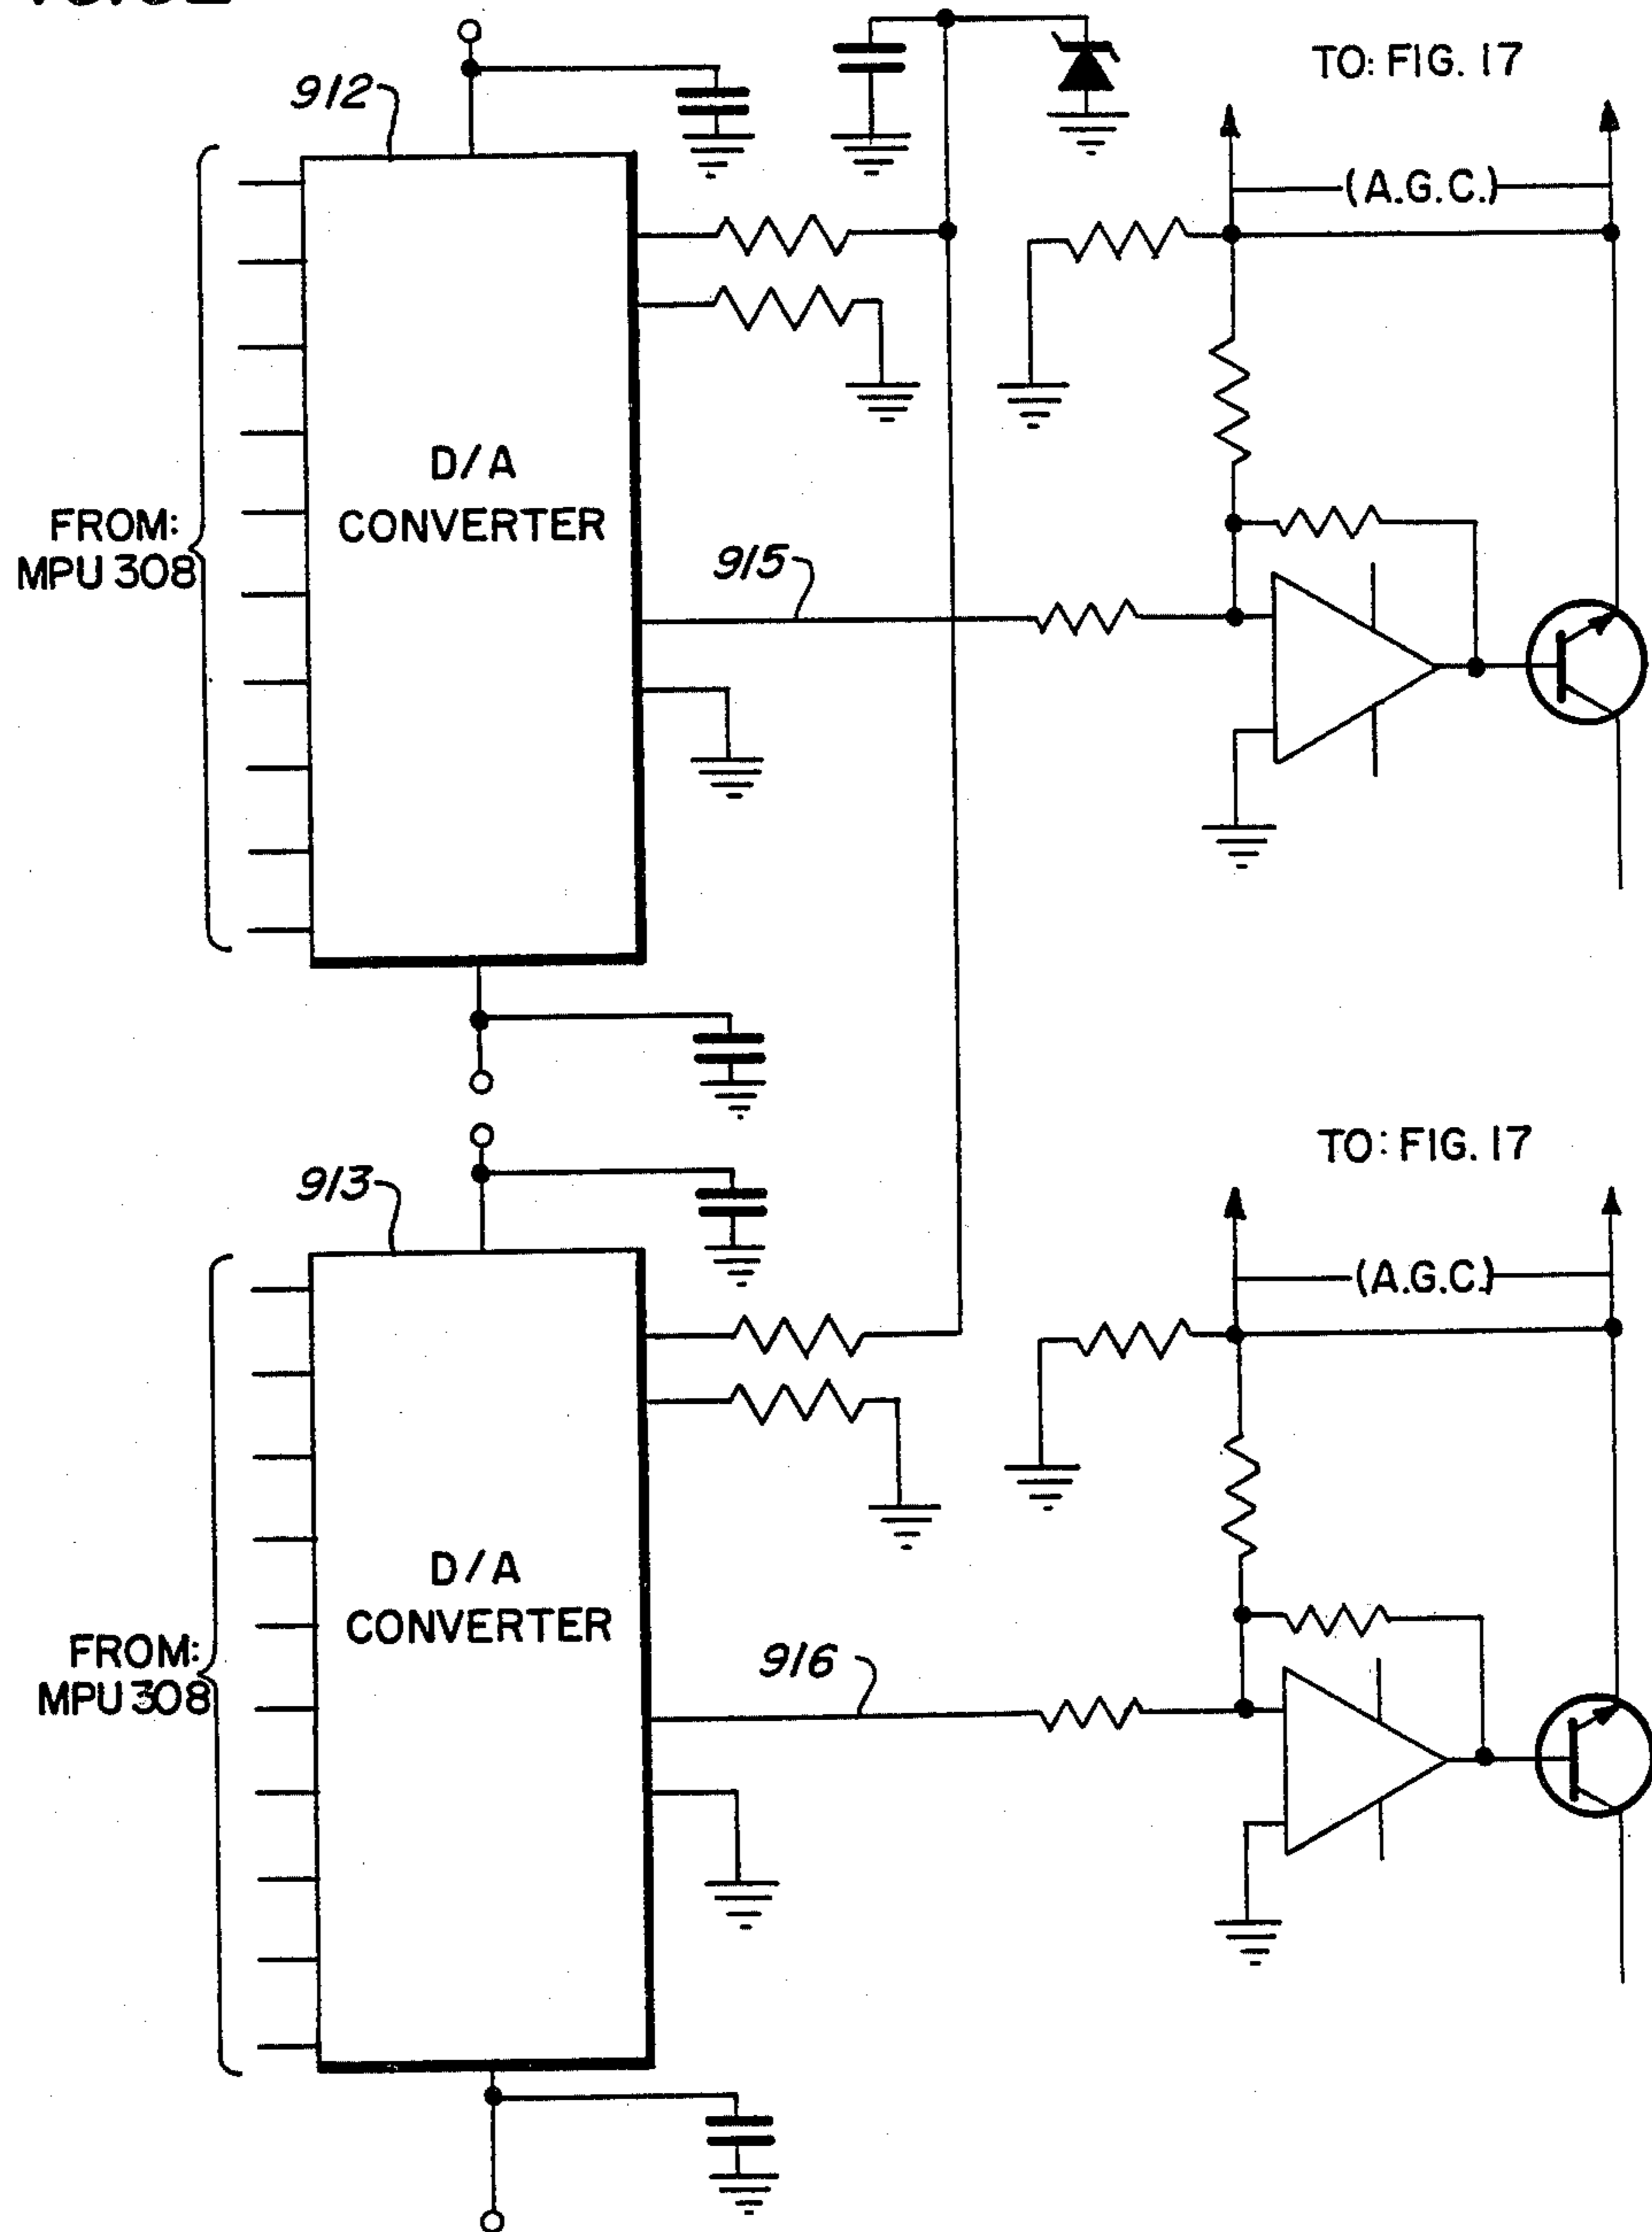 912
TO: FIG. 17
(A.G.C.)
D/A
CONVERTER
FROM:
MPU 308
915
TO: FIG. 17
913
(A.G.C.)
D/A
CONVERTER
FROM:
MPU 308
916